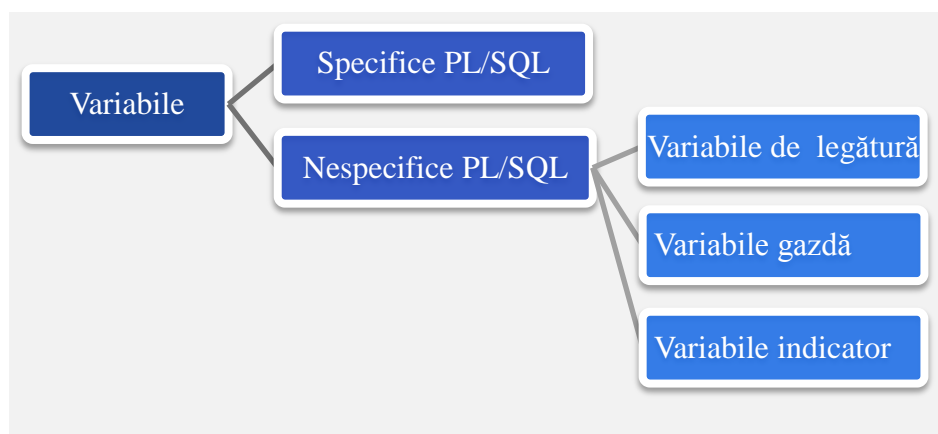 Variabile
Specifice PL/SQL
Nespecifice PL/SQL
Variabile de legătură
Variabile gazdă
Variabile indicator